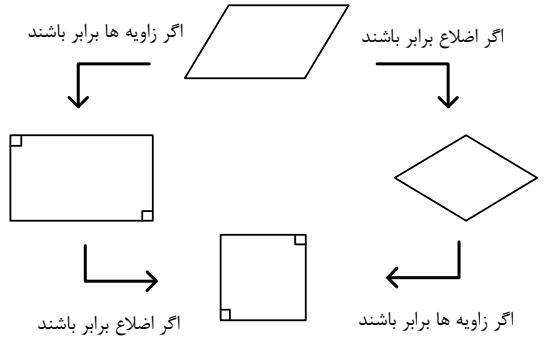 اگر اضلاع برابر باشند
اگر زاویه ها برابر باشند
اگر زاویه ها برابر باشند
اگر اضلاع برابر باشند